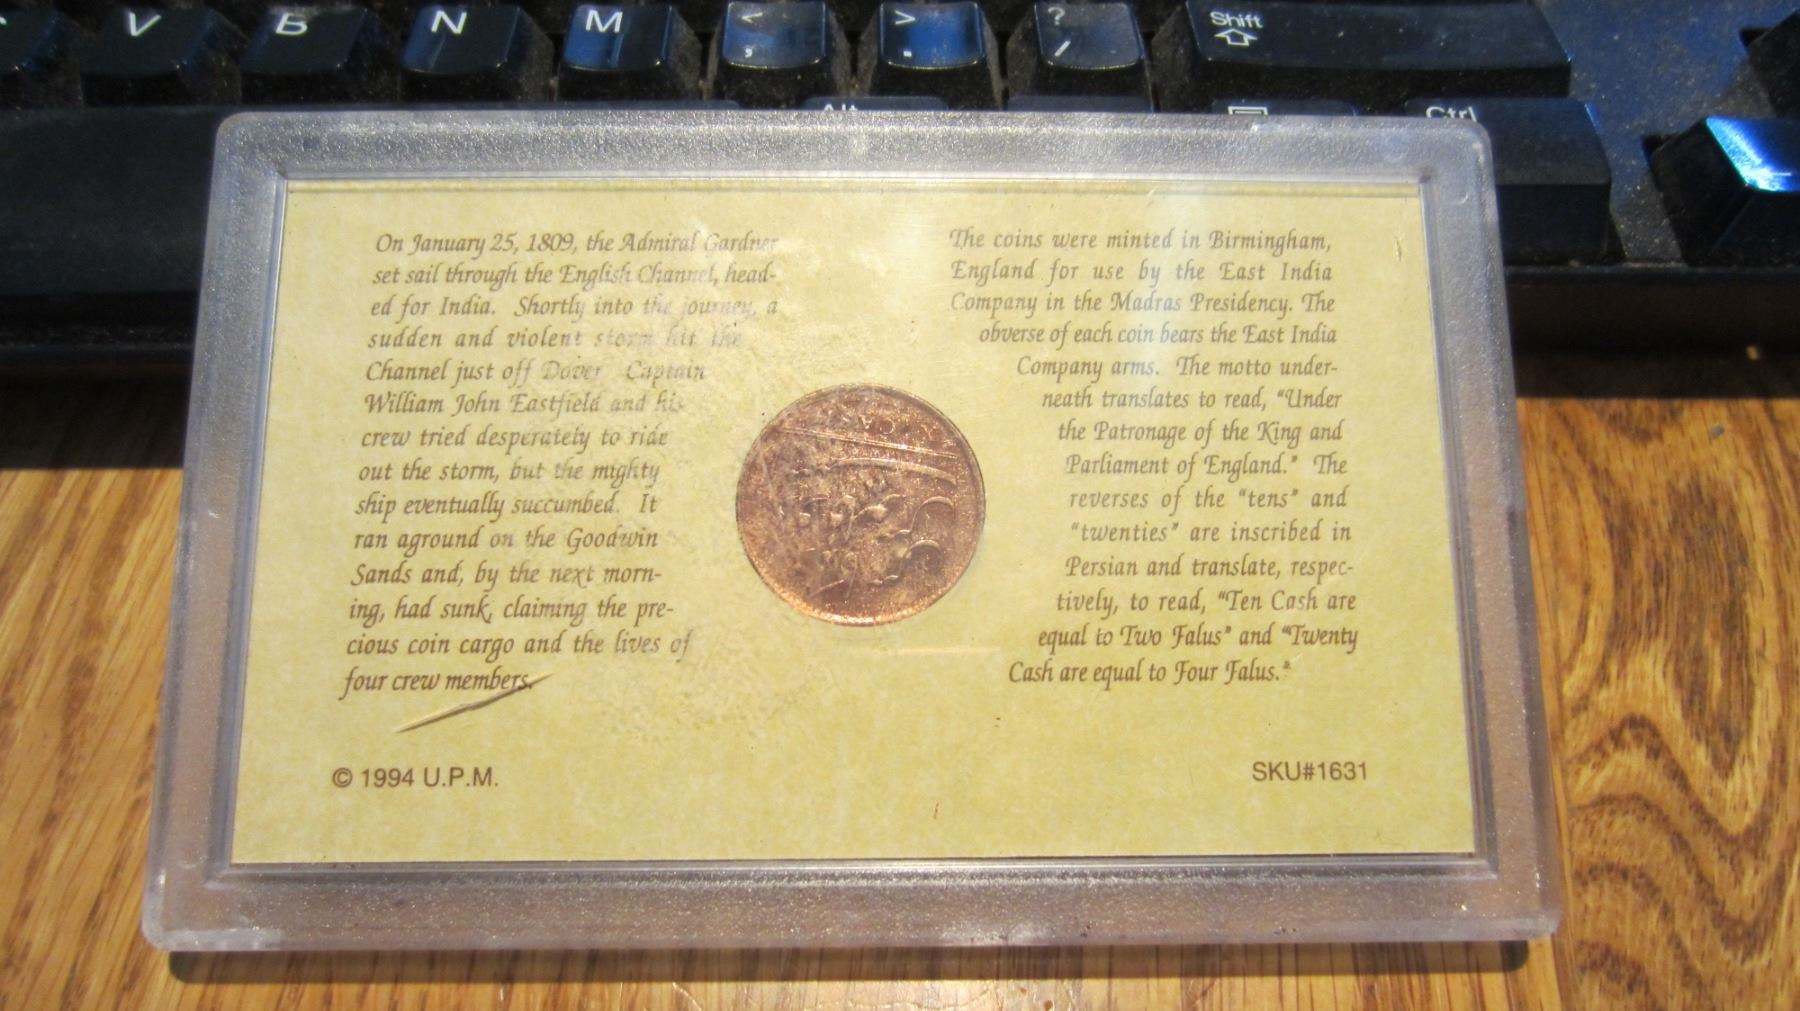 V B N M < , > . ? / Shift
Alt Ctrl
On January 25, 1809, the Admiral Gardner
set sail through the English Channel, head-
ed for India. Shortly into the journey, a
sudden and violent storm hit the
Channel just off Dover Captain
William John Eastfield and his
crew tried desperately to ride
out the storm, but the mighty
ship eventually succumbed. It
ran aground on the Goodwin
Sands and, by the next morn-
ing, had sunk, claiming the pre-
cious coin cargo and the lives of
four crew members.
The coins were minted in Birmingham,
England for use by the East India
Company in the Madras Presidency. The
obverse of each coin bears the East India
Company arms. The motto under-
neath translates to read, “Under
the Patronage of the King and
Parliament of England.” The
reverses of the “tens” and
“twenties” are inscribed in
Persian and translate, respec-
tively, to read, “Ten Cash are
equal to Two Falus” and “Twenty
Cash are equal to Four Falus.”
© 1994 U.P.M.
SKU#1631